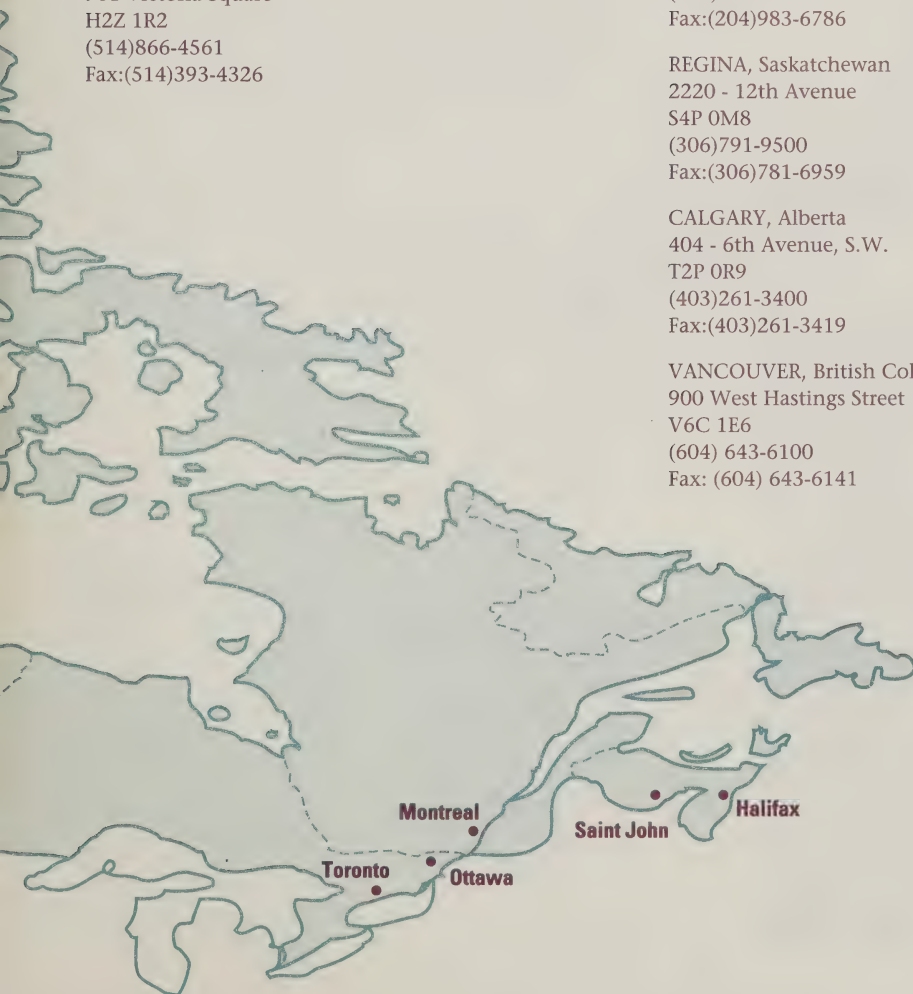 H2Z 1R2
(514)866-4561
Fax:(514)393-4326
Fax:(204)983-6786
REGINA, Saskatchewan
2220 - 12th Avenue
S4P 0M8
(306)791-9500
Fax:(306)781-6959
CALGARY, Alberta
404 - 6th Avenue, S.W.
T2P 0R9
(403)261-3400
Fax:(403)261-3419
VANCOUVER, British Col
900 West Hastings Street
V6C 1E6
(604) 643-6100
Fax: (604) 643-6141
Montreal
Toronto
Ottawa
Saint John
Halifax